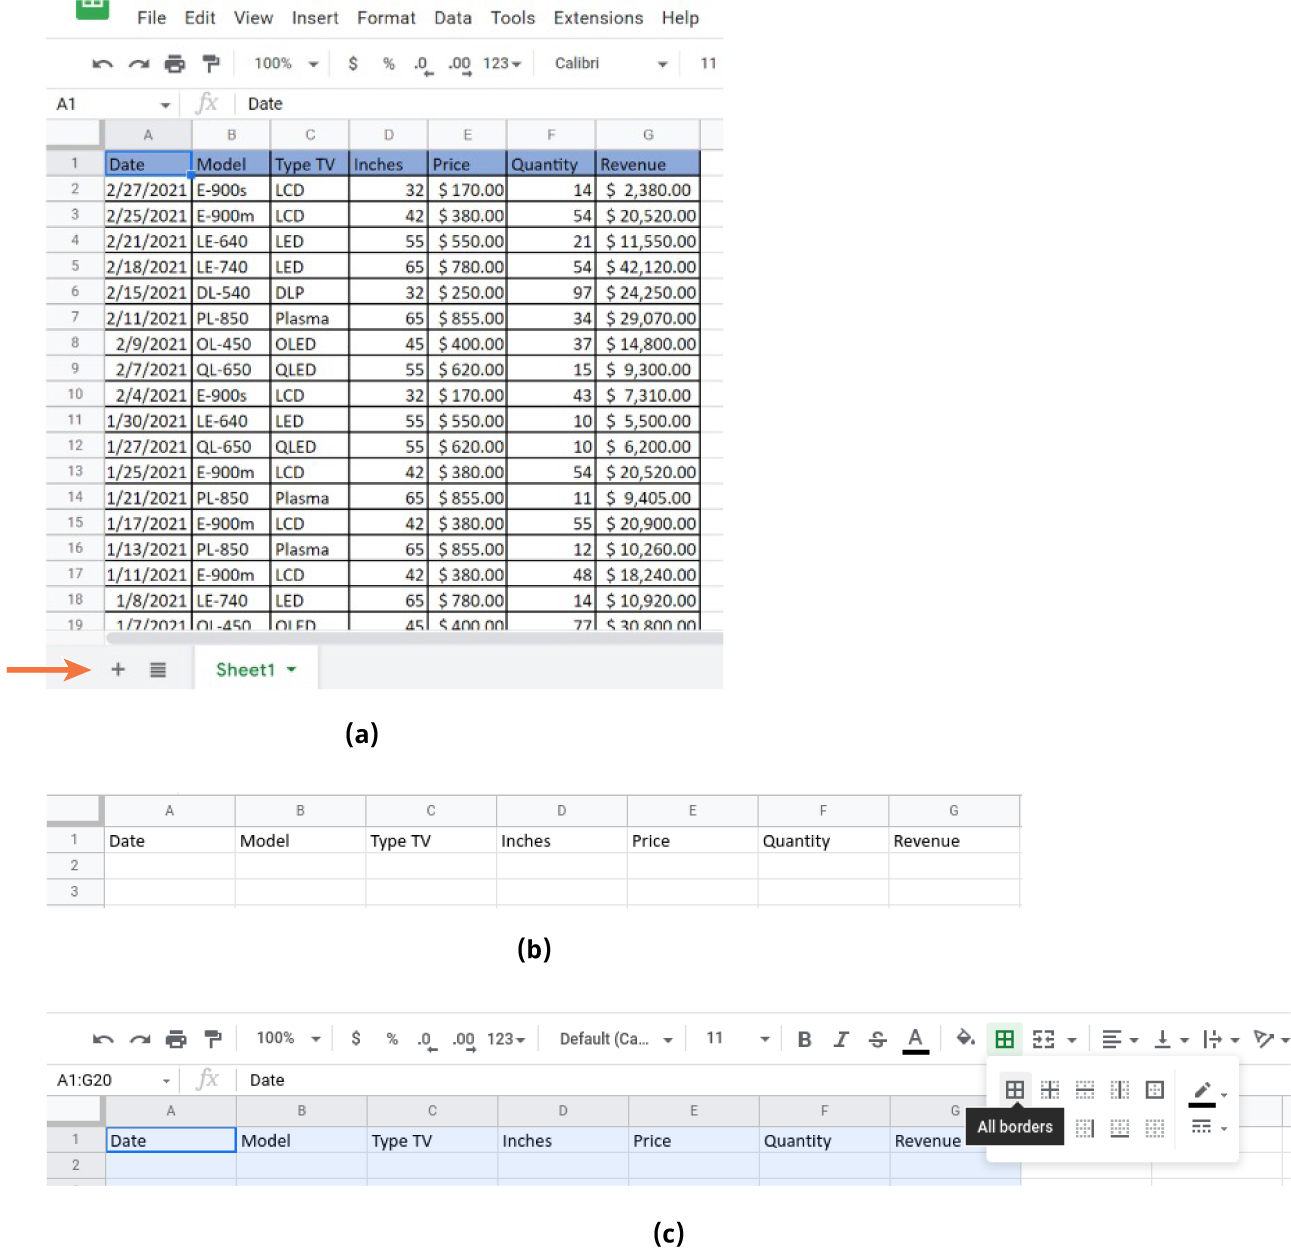 File Edit View Insert Format Data Tools Extensions Help
100% $ % .0 .00 123 Calibri 11
A1 fx Date
A B C D E F G
1 Date Model Type TV Inches Price Quantity Revenue
2 2/27/2021 E-900s LCD 32 $ 170.00 14 $ 2,380.00
3 2/25/2021 E-900m LCD 42 $ 380.00 54 $ 20,520.00
4 2/21/2021 LE-640 LED 55 $ 550.00 21 $ 11,550.00
5 2/18/2021 LE-740 LED 65 $ 780.00 54 $ 42,120.00
6 2/15/2021 DL-540 DLP 32 $ 250.00 97 $ 24,250.00
7 2/11/2021 PL-850 Plasma 65 $ 855.00 34 $ 29,070.00
8 2/9/2021 OL-450 OLED 45 $ 400.00 37 $ 14,800.00
9 2/7/2021 QL-650 QLED 55 $ 620.00 15 $ 9,300.00
10 2/4/2021 E-900s LCD 32 $ 170.00 43 $ 7,310.00
11 1/30/2021 LE-640 LED 55 $ 550.00 10 $ 5,500.00
12 1/27/2021 QL-650 QLED 55 $ 620.00 10 $ 6,200.00
13 1/25/2021 E-900m LCD 42 $ 380.00 54 $ 20,520.00
14 1/21/2021 PL-850 Plasma 65 $ 855.00 11 $ 9,405.00
15 1/17/2021 E-900m LCD 42 $ 380.00 55 $ 20,900.00
16 1/13/2021 PL-850 Plasma 65 $ 855.00 12 $ 10,260.00
17 1/11/2021 E-900m LCD 42 $ 380.00 48 $ 18,240.00
18 1/8/2021 LE-740 LED 65 $ 780.00 14 $ 10,920.00
19 1/7/2021 OL-450 OLED 45 $ 400.00 77 $ 30,800.00
+ Sheet1
(a)
A B C D E F G
1 Date Model Type TV Inches Price Quantity Revenue
2
3
(b)
100% $ % .0 .00 123 Default (Ca... 11 B I S A
A1:G20 fx Date
A B C D E F G
1 Date Model Type TV Inches Price Quantity Revenue All borders
2
(c)